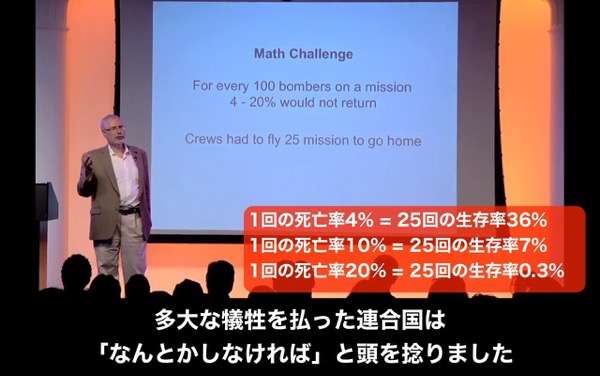 Math Challenge
For every 100 bombers on a mission
4 - 20% would not return
Crews had to fly 25 mission to go home
1回の死亡率4% = 25回の生存率36%
1回の死亡率10% = 25回の生存率7%
1回の死亡率20% = 25回の生存率0.3%
多大な犠牲を払った連合国は
「なんとかしなければ」と頭を捻りました